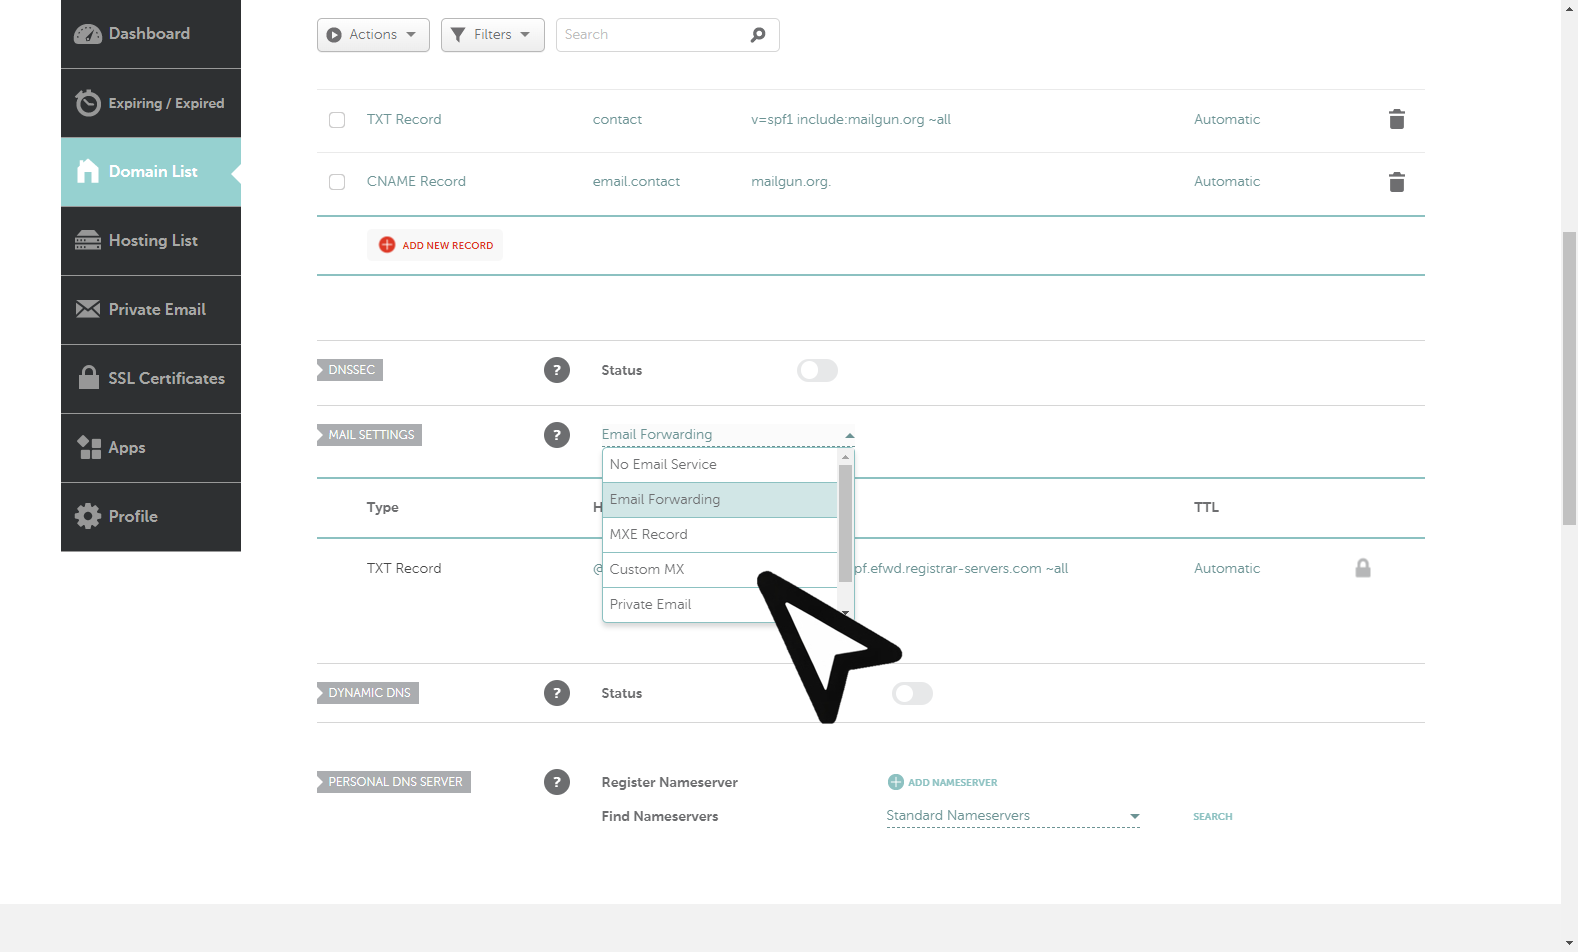 Dashboard
Expiring / Expired
Domain List
Hosting List
Private Email
SSL Certificates
Apps
Profile
Actions Filters Search
TXT Record contact v=spf1 include:mailgun.org ~all Automatic
CNAME Record email.contact mailgun.org. Automatic
ADD NEW RECORD
DNSSEC ? Status
MAIL SETTINGS ? Email Forwarding
No Email Service
Email Forwarding
MXE Record
Custom MX
Private Email
Type H TTL
TXT Record @ pf.efwd.registrar-servers.com ~all Automatic
DYNAMIC DNS ? Status
PERSONAL DNS SERVER ? Register Nameserver ADD NAMESERVER
Find Nameservers Standard Nameservers SEARCH